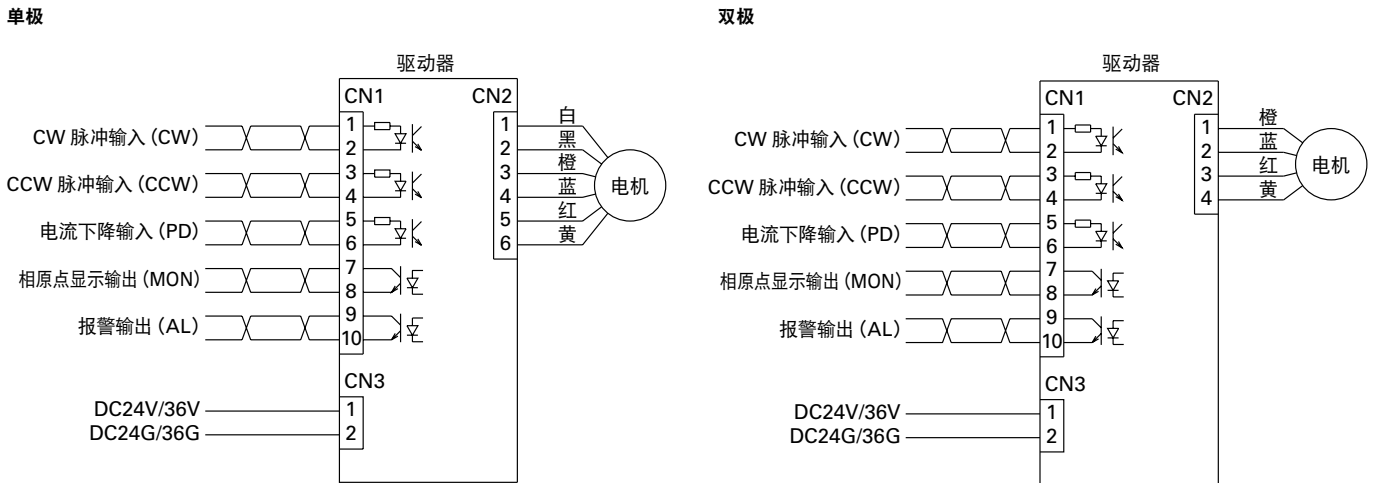 单极
驱动器
CN1
CN2
CW 脉冲输入（CW）
1
2
CCW 脉冲输入（CCW）
3
4
电流下降输入（PD）
5
6
相原点显示输出（MON）
7
8
报警输出（AL）
9
10
1
2
3
4
5
6
白
黑
橙
蓝
红
黄
电机
CN3
DC24V/36V
1
DC24G/36G
2
双极
驱动器
CN1
CN2
CW 脉冲输入（CW）
1
2
CCW 脉冲输入（CCW）
3
4
电流下降输入（PD）
5
6
相原点显示输出（MON）
7
8
报警输出（AL）
9
10
1
2
3
4
橙
蓝
红
黄
电机
CN3
DC24V/36V
1
DC24G/36G
2